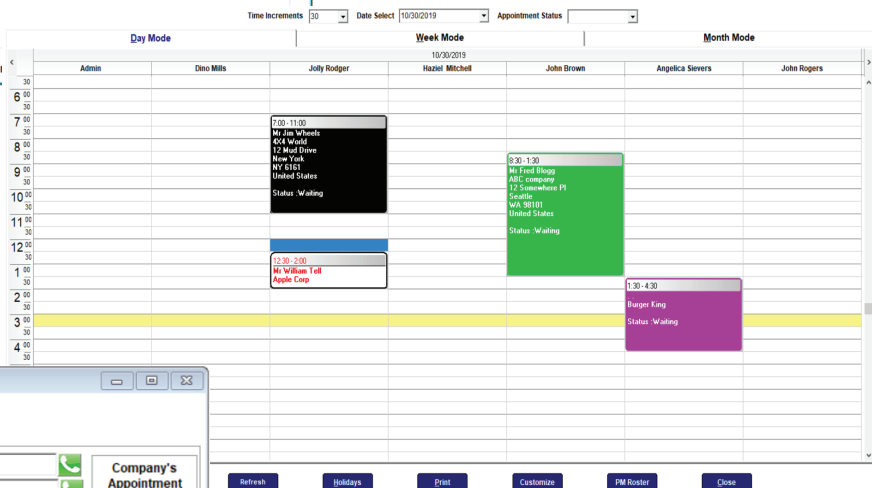 Time Increments 30 Date Select 10/30/2019 Appointment Status
Day Mode Week Mode Month Mode
10/30/2019
Admin Dino Mills Jolly Rodger Haziel Mitchell John Brown Angelica Sievers John Rogers
30
6 00
30
7 00
30
8 00
30
9 00
30
10 00
30
11 00
30
12 00
30
1 00
30
2 00
30
3 00
30
4 00
30
7:00 - 11:00
Mr Jim Wheels
4X4 World
12 Mud Drive
New York
NY 6161
United States
Status :Waiting
12:30 - 2:00
Mr William Tell
Apple Corp
8:30 - 1:30
Mr Fred Blogg
ABC company
12 Somewhere Pl
Seattle
WA 98101
United States
Status :Waiting
1:30 - 4:30
Burger King
Status :Waiting
Company's
Appointment
Refresh Holidays Print Customize PM Roster Close